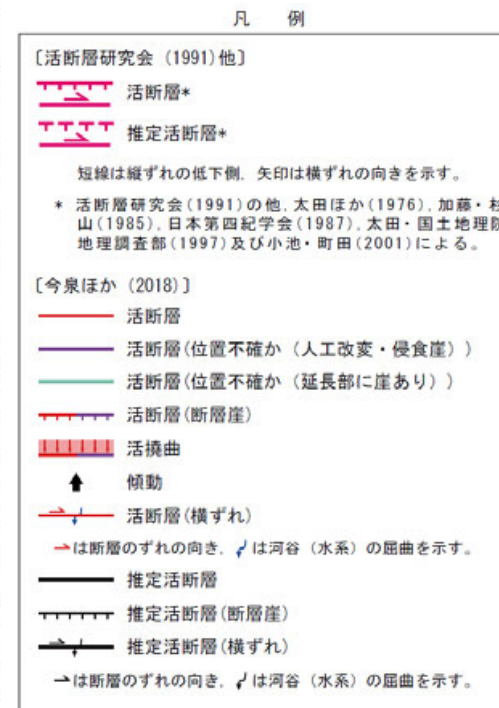 凡 例
〔活断層研究会 (1991)他〕
活断層*
推定活断層*
短線は縦ずれの低下側, 矢印は横ずれの向きを示す。
* 活断層研究会(1991)の他, 太田ほか(1976), 加藤・杉
山(1985), 日本第四紀学会(1987), 太田・国土地理院
地理調査部(1997)及び小池・町田(2001)による。
〔今泉ほか (2018)〕
活断層
活断層(位置不確か (人工改変・侵食崖))
活断層(位置不確か (延長部に崖あり))
活断層(断層崖)
活撓曲
傾動
活断層(横ずれ)
は断層のずれの向き, は河谷 (水系) の屈曲を示す。
推定活断層
推定活断層(断層崖)
推定活断層(横ずれ)
は断層のずれの向き, は河谷 (水系) の屈曲を示す。